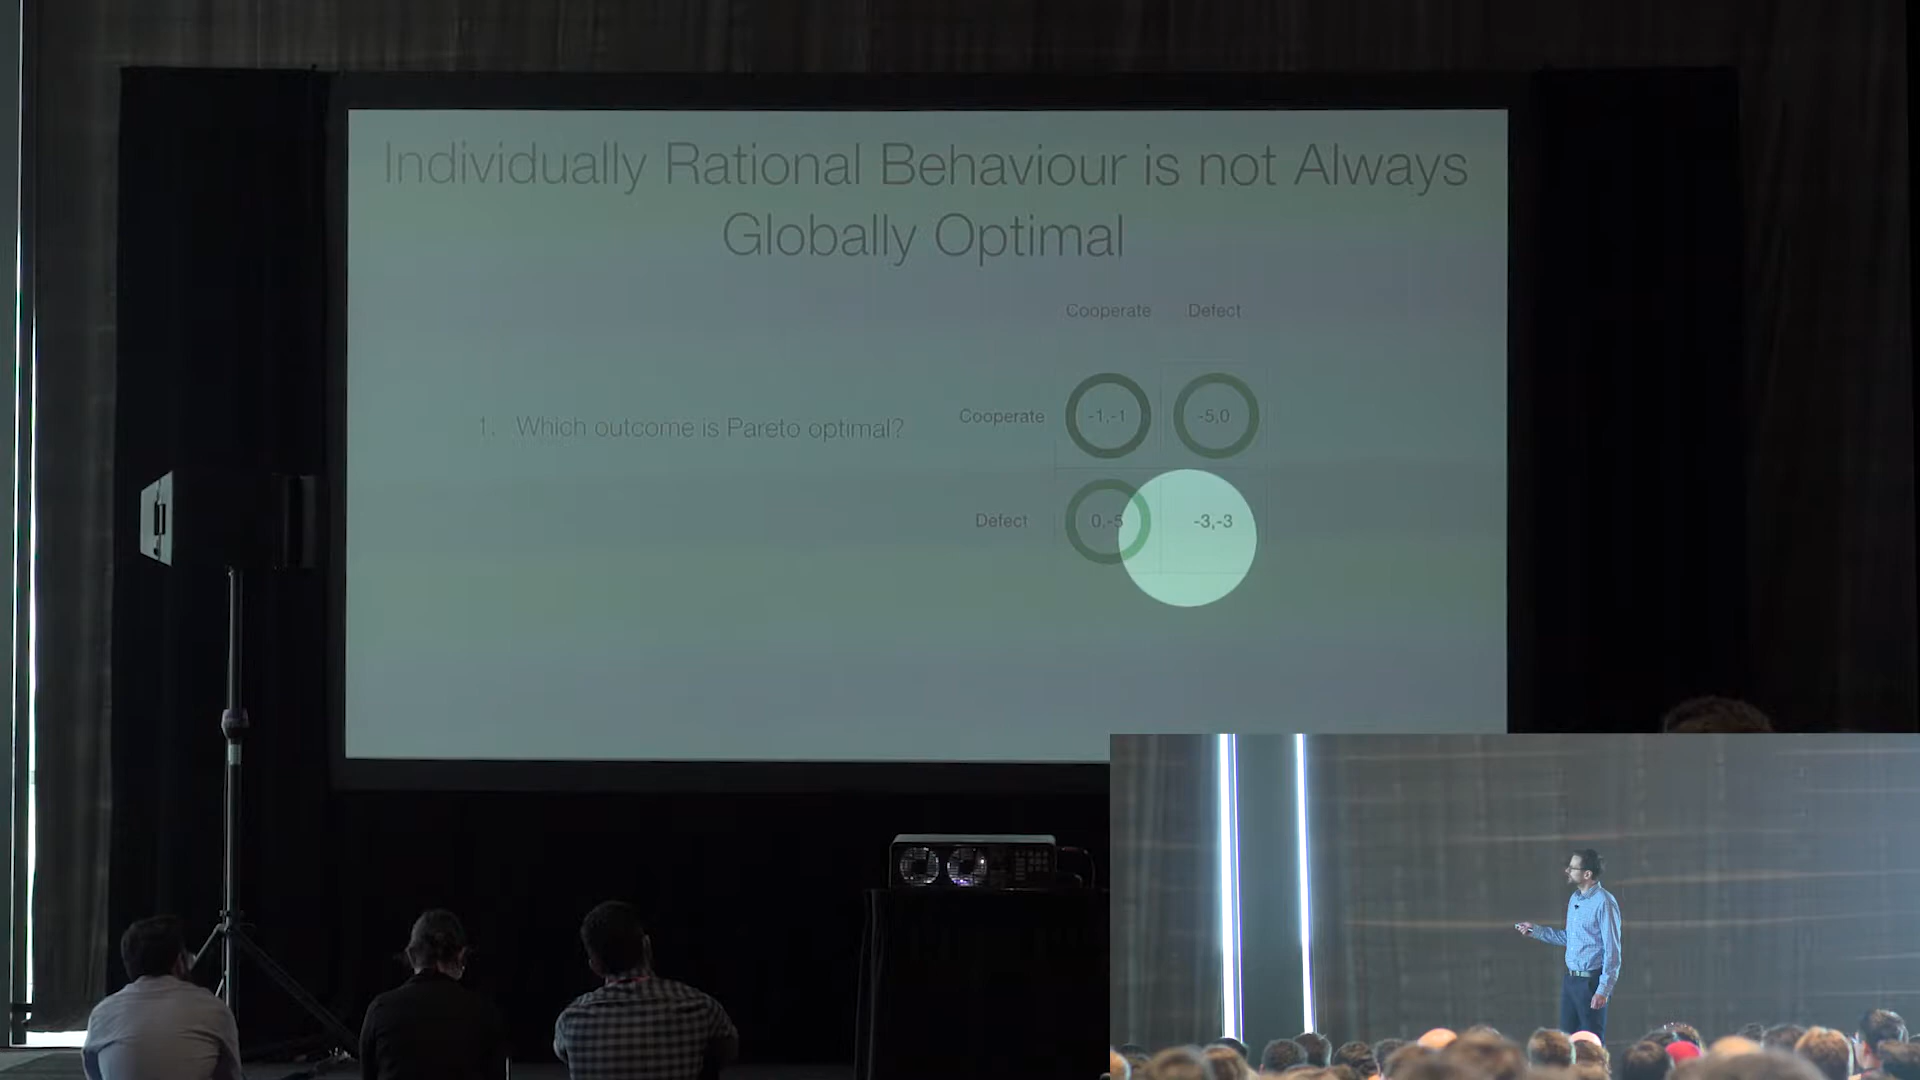 Individually Rational Behaviour is not Always
Globally Optimal
Cooperate Defect
1. Which outcome is Pareto optimal?
Cooperate -1,-1 -5,0
Defect 0,-5 -3,-3